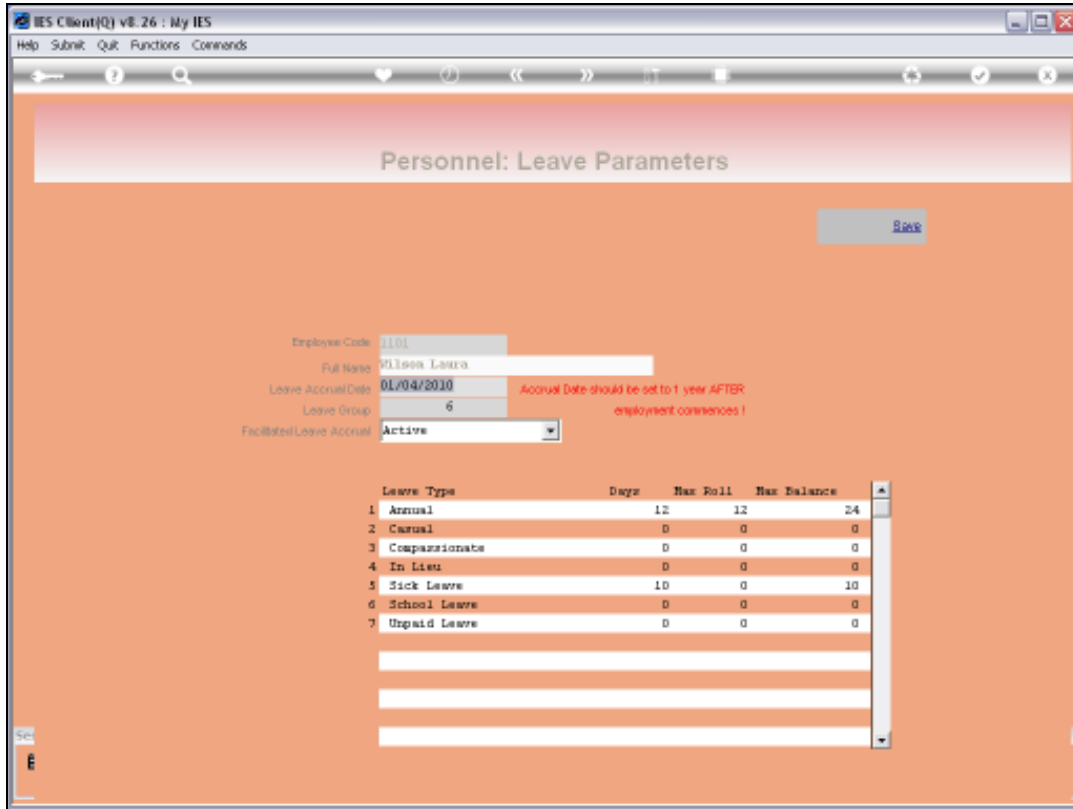 IES Client(Q) v8.26 : My IES
Help Submit Quit Functions Commands
Personnel: Leave Parameters
Save
Employee Code 1101
Full Name Wilson Laura
Leave Accrual Date 01/04/2010 Accrual Date should be set to 1 year AFTER
Leave Group 6 employment commences !
Facilitated Leave Accrual Active
Leave Type Days Max Roll Max Balance
1 Annual 12 12 24
2 Casual 0 0 0
3 Compassionate 0 0 0
4 In Lieu 0 0 0
5 Sick Leave 10 0 10
6 School Leave 0 0 0
7 Unpaid Leave 0 0 0